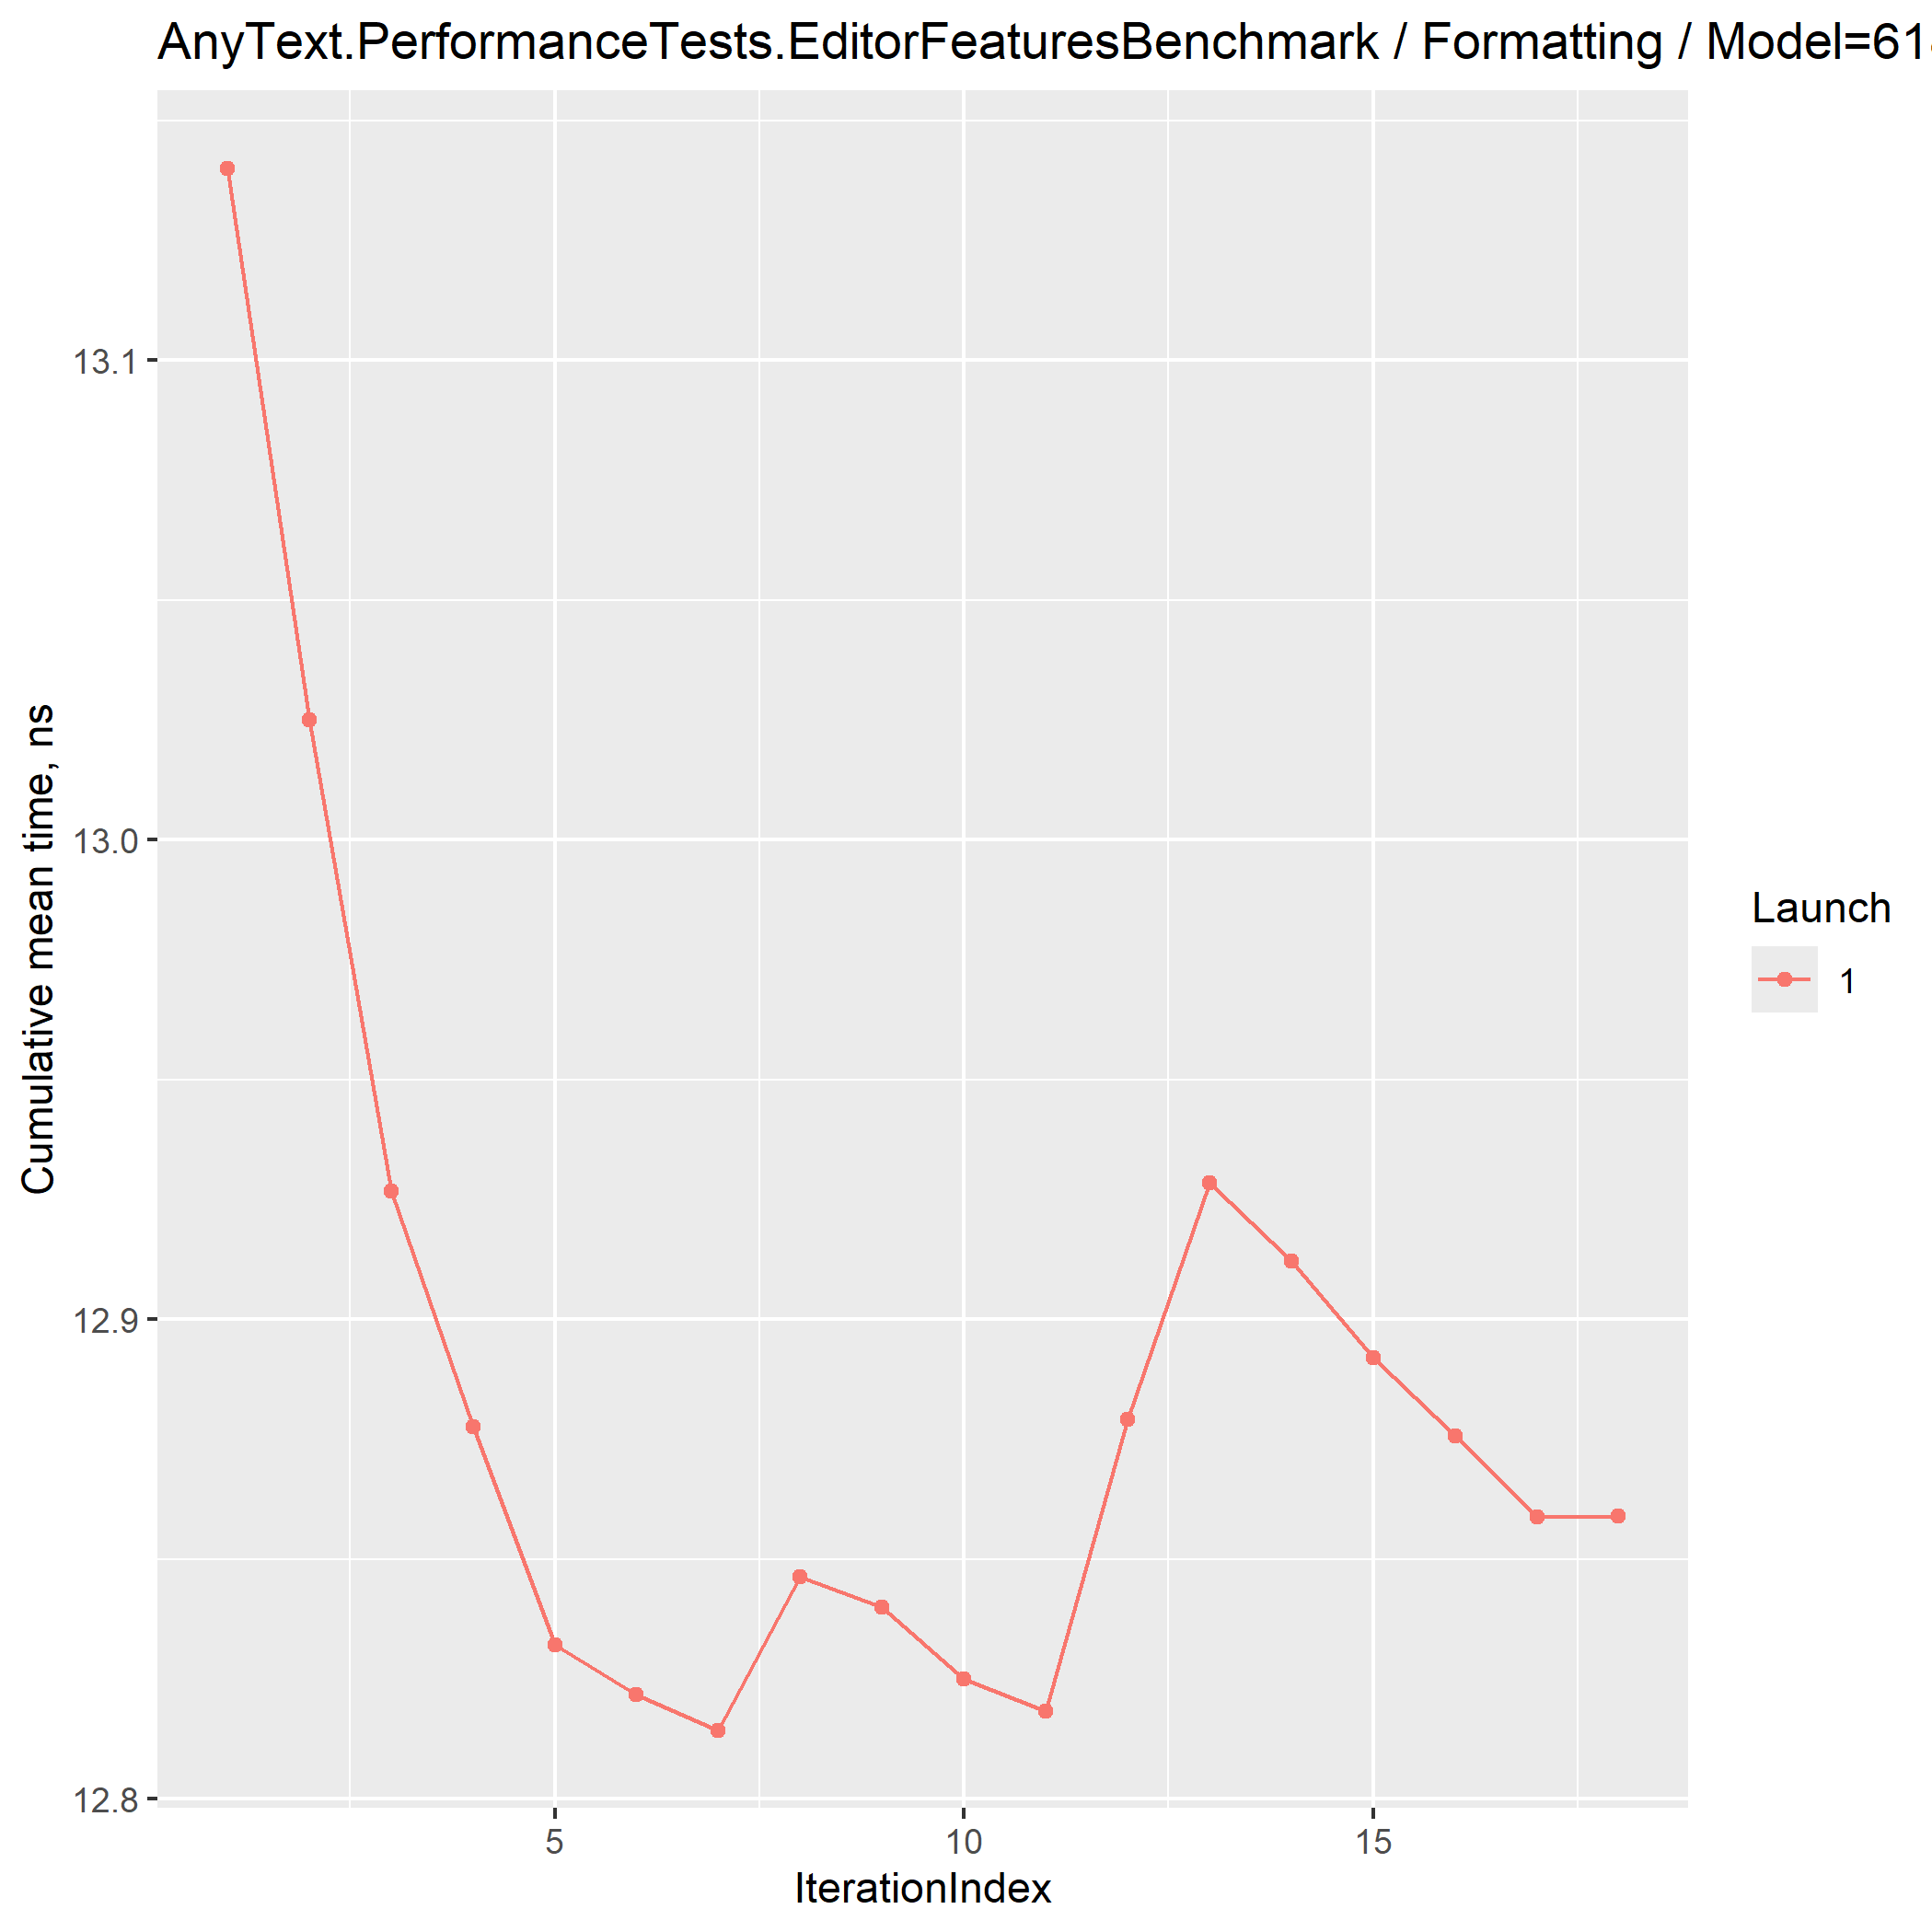 AnyText.PerformanceTests.EditorFeaturesBenchmark / Formatting / Model=61
Cumulative mean time, ns
13.1
13.0
12.9
12.8
5 10 15
IterationIndex
Launch
1